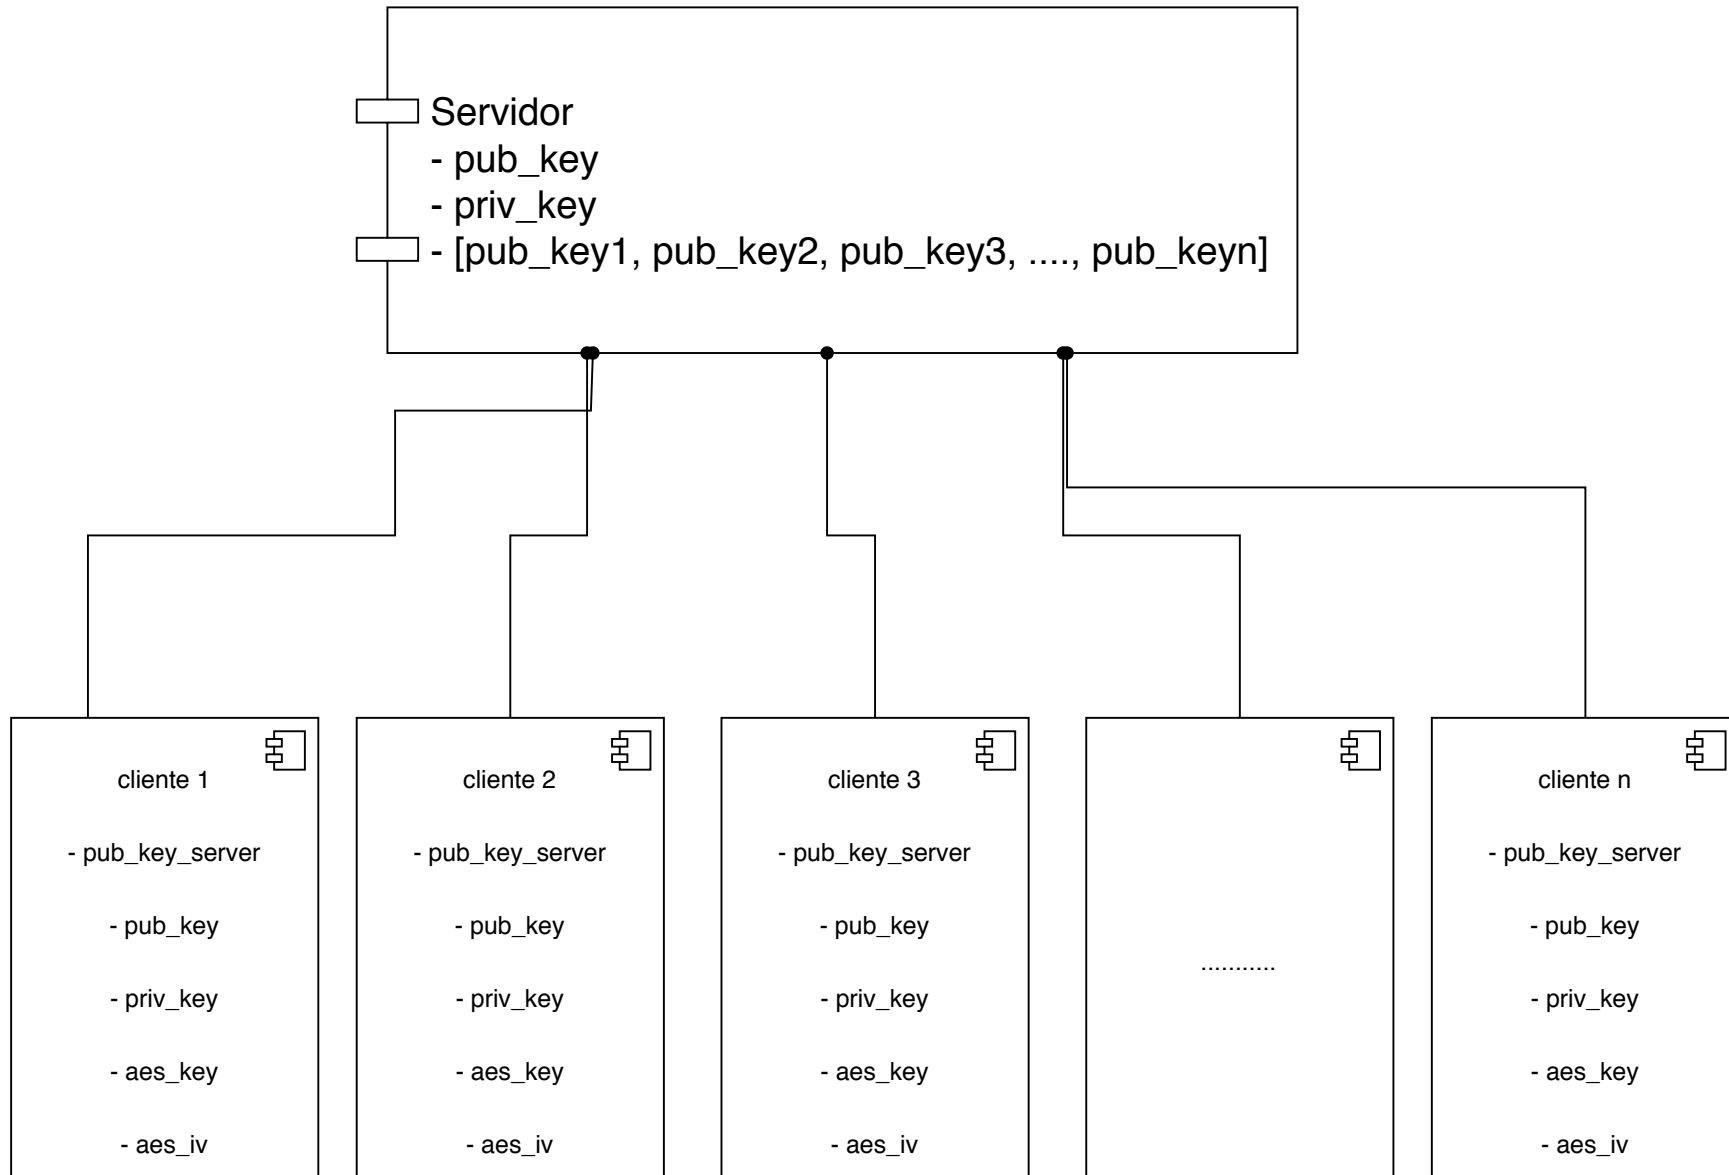 Servidor
- pub_key
- priv_key
- [pub_key1, pub_key2, pub_key3, ...., pub_keyn]
cliente 1
- pub_key_server
- pub_key
- priv_key
- aes_key
- aes_iv
cliente 2
- pub_key_server
- pub_key
- priv_key
- aes_key
- aes_iv
cliente 3
- pub_key_server
- pub_key
- priv_key
- aes_key
- aes_iv
...........
cliente n
- pub_key_server
- pub_key
- priv_key
- aes_key
- aes_iv